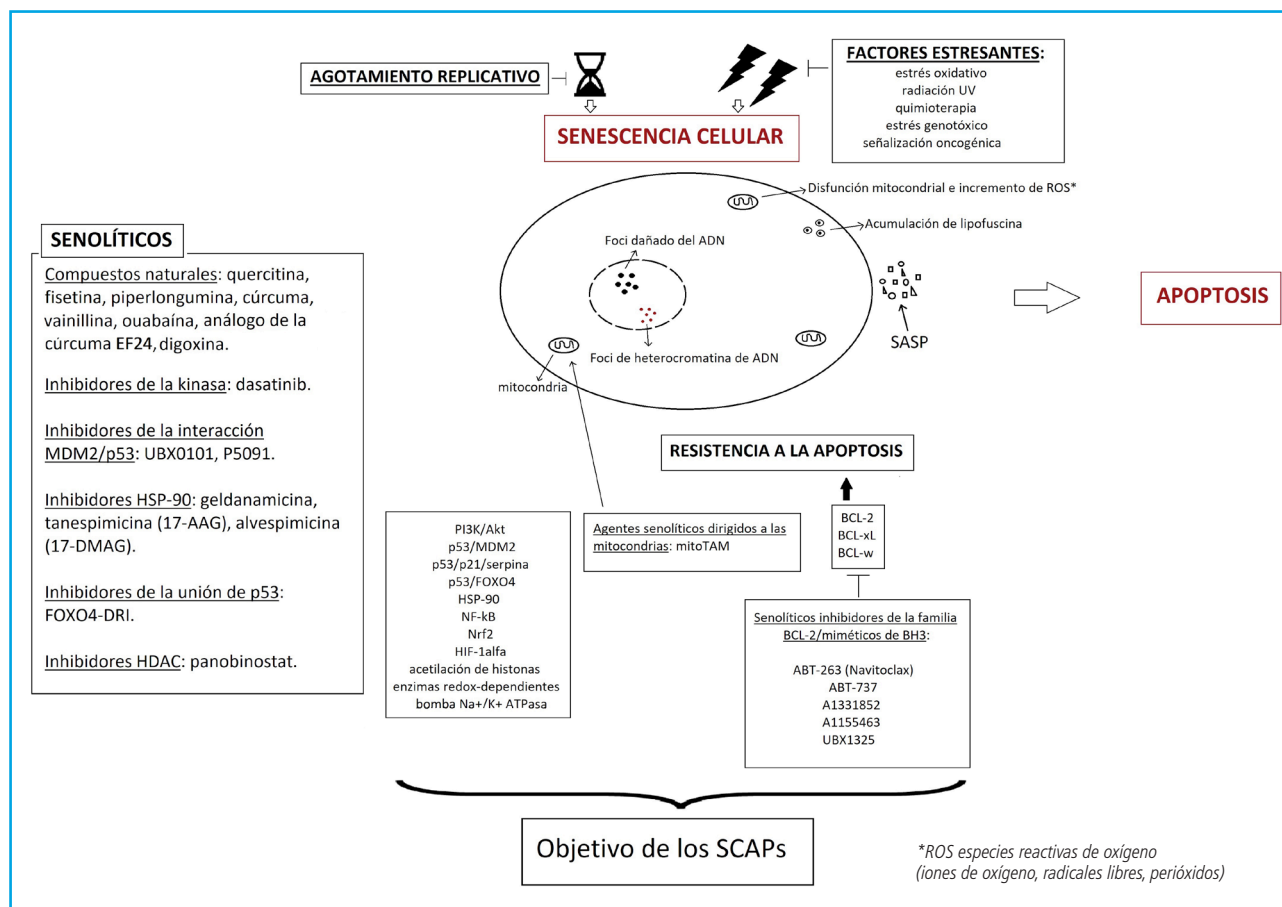 AGOTAMIENTO REPLICATIVO
FACTORES ESTRESANTES:
estrés oxidativo
radiación UV
quimioterapia
estrés genotóxico
señalización oncogénica
SENESCENCIA CELULAR
Disfunción mitocondrial e incremento de ROS*
Acumulación de lipofuscina
Foci dañado del ADN
Foci de heterocromatina de ADN
mitocondria
SASP
APOPTOSIS
SENOLÍTICOS
Compuestos naturales: quercitina,
fisetina, piperlongumina, cúrcuma,
vainillina, ouabaína, análogo de la
cúrcuma EF24, digoxina.
Inhibidores de la kinasa: dasatinib.
Inhibidores de la interacción
MDM2/p53: UBX0101, P5091.
Inhibidores HSP-90: geldanamicina,
tanespimicina (17-AAG), alvespimicina
(17-DMAG).
Inhibidores de la unión de p53:
FOXO4-DRI.
Inhibidores HDAC: panobinostat.
RESISTENCIA A LA APOPTOSIS
BCL-2
BCL-xL
BCL-w
PI3K/Akt
p53/MDM2
p53/p21/serpina
p53/FOXO4
HSP-90
NF-kB
Nrf2
HIF-1alfa
acetilación de histonas
enzimas redox-dependientes
bomba Na+/K+ ATPasa
Agentes senolíticos dirigidos a las
mitocondrias: mitoTAM
Senolíticos inhibidores de la familia
BCL-2/miméticos de BH3:
ABT-263 (Navitoclax)
ABT-737
A1331852
A1155463
UBX1325
Objetivo de los SCAPs
*ROS especies reactivas de oxígeno
(iones de oxígeno, radicales libres, perióxidos)